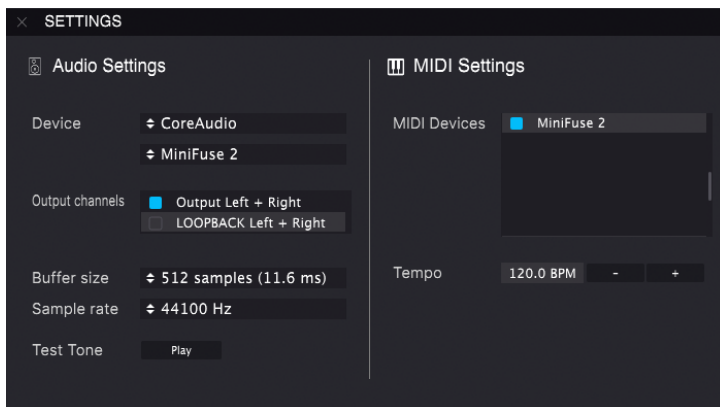 × SETTINGS
Audio Settings
Device
CoreAudio
MiniFuse 2
Output channels
Output Left + Right
LOOPBACK Left + Right
Buffer size
512 samples (11.6 ms)
Sample rate
44100 Hz
Test Tone
Play
MIDI Settings
MIDI Devices
MiniFuse 2
Tempo
120.0 BPM
-
+